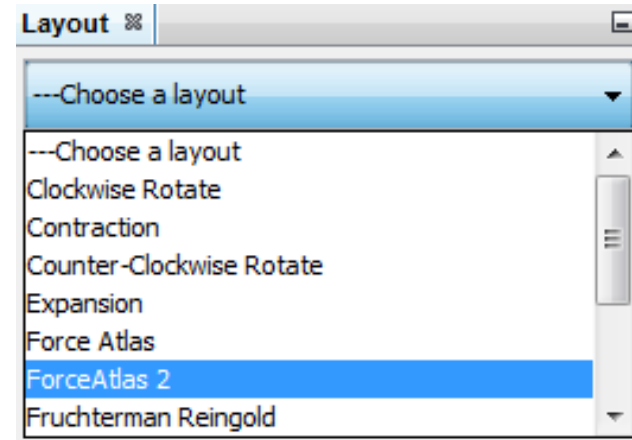 Layout
---Choose a layout
---Choose a layout
Clockwise Rotate
Contraction
Counter-Clockwise Rotate
Expansion
Force Atlas
ForceAtlas 2
Fruchterman Reingold